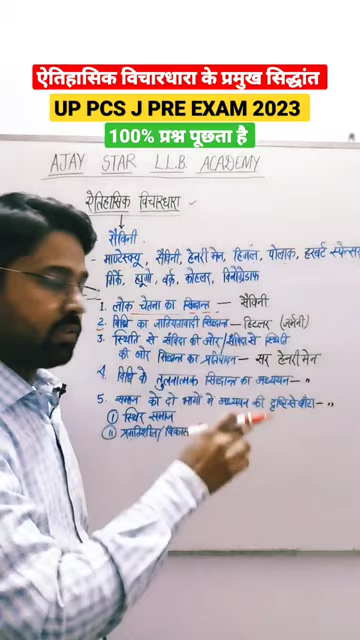 ऐतिहासिक विचारधारा के प्रमुख सिद्धांत
UP PCS J PRE EXAM 2023
100% प्रश्न पूछता है
AJAY STAR LL.B. ACADEMY
ऐतिहासिक विचारधारा
सैविनी
- माण्टेस्क्यू, सैविनी, हेनरी मेन, हिगल, पोलाक, हरबर्ट स्पेन्सर
गिर्के, ह्यूगो, बर्क, कोहलर, विनोग्रेडाफ
1. लोक चेतना का सिद्धान्त - सैविनी
2. विधि का जातियतावादी सिद्धान्त - हिटलर (जर्मनी)
3. स्थिति से संविदा की ओर / संविदा से स्थिति
की ओर सिद्धान्त का प्रतिपादन - सर हेनरी मेन
4. विधि के तुलनात्मक सिद्धान्त का अध्ययन - "
5. समाज को दो भागो में अध्ययन की दृष्टि से बाँटा - "
(i) स्थिर समाज
(ii) प्रगतिशील / विकास